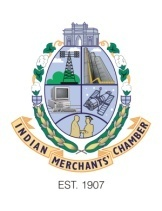 INDIAN MERCHANTS' CHAMBER
EST. 1907